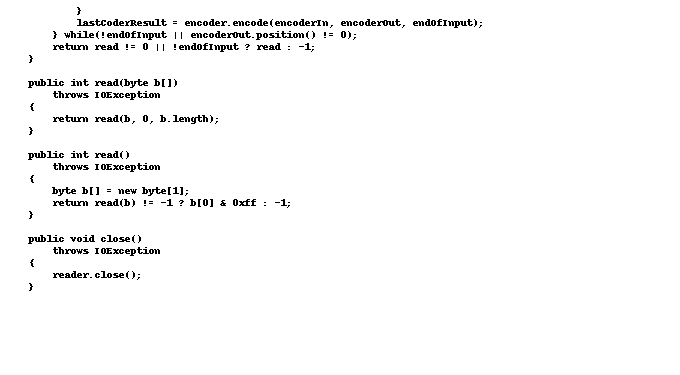 }
lastCoderResult = encoder.encode(encoderIn, encoderOut, endOfInput);
} while(!endOfInput || encoderOut.position() != 0);
return read != 0 || !endOfInput ? read : -1;
}
public int read(byte b[])
throws IOException
{
return read(b, 0, b.length);
}
public int read()
throws IOException
{
byte b[] = new byte[1];
return read(b) != -1 ? b[0] & 0xff : -1;
}
public void close()
throws IOException
{
reader.close();
}